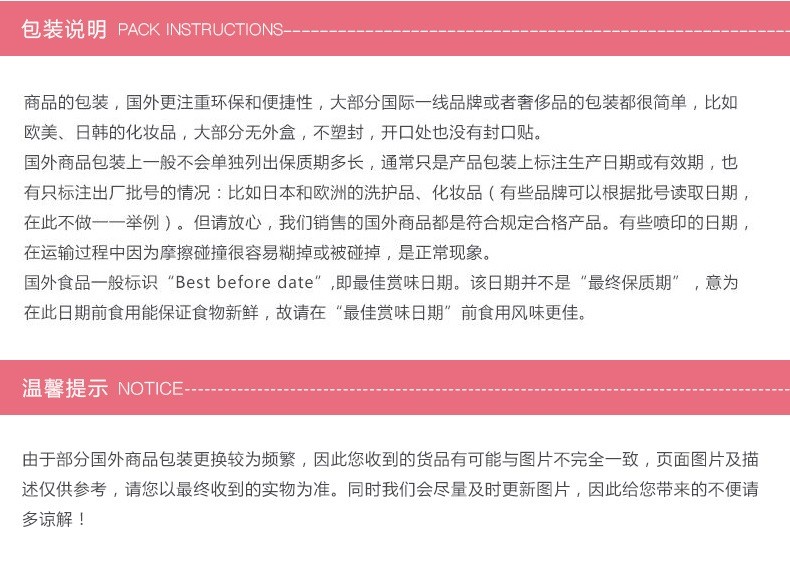 包装说明 PACK INSTRUCTIONS
商品的包装，国外更注重环保和便捷性，大部分国际一线品牌或者奢侈品的包装都很简单，比如
欧美、日韩的化妆品，大部分无外盒，不塑封，开口处也没有封口贴。
国外商品包装上一般不会单独列出保质期多长，通常只是产品包装上标注生产日期或有效期，也
有只标注出厂批号的情况：比如日本和欧洲的洗护品、化妆品（有些品牌可以根据批号读取日期，
在此不做一一举例）。但请放心，我们销售的国外商品都是符合规定合格产品。有些喷印的日期，
在运输过程中因为摩擦碰撞很容易糊掉或被碰掉，是正常现象。
国外食品一般标识“Best before date”,即最佳赏味日期。该日期并不是“最终保质期”，意为
在此日期前食用能保证食物新鲜，故请在“最佳赏味日期”前食用风味更佳。
温馨提示 NOTICE
由于部分国外商品包装更换较为频繁，因此您收到的货品有可能与图片不完全一致，页面图片及描
述仅供参考，请您以最终收到的实物为准。同时我们会尽量及时更新图片，因此给您带来的不便请
多谅解！